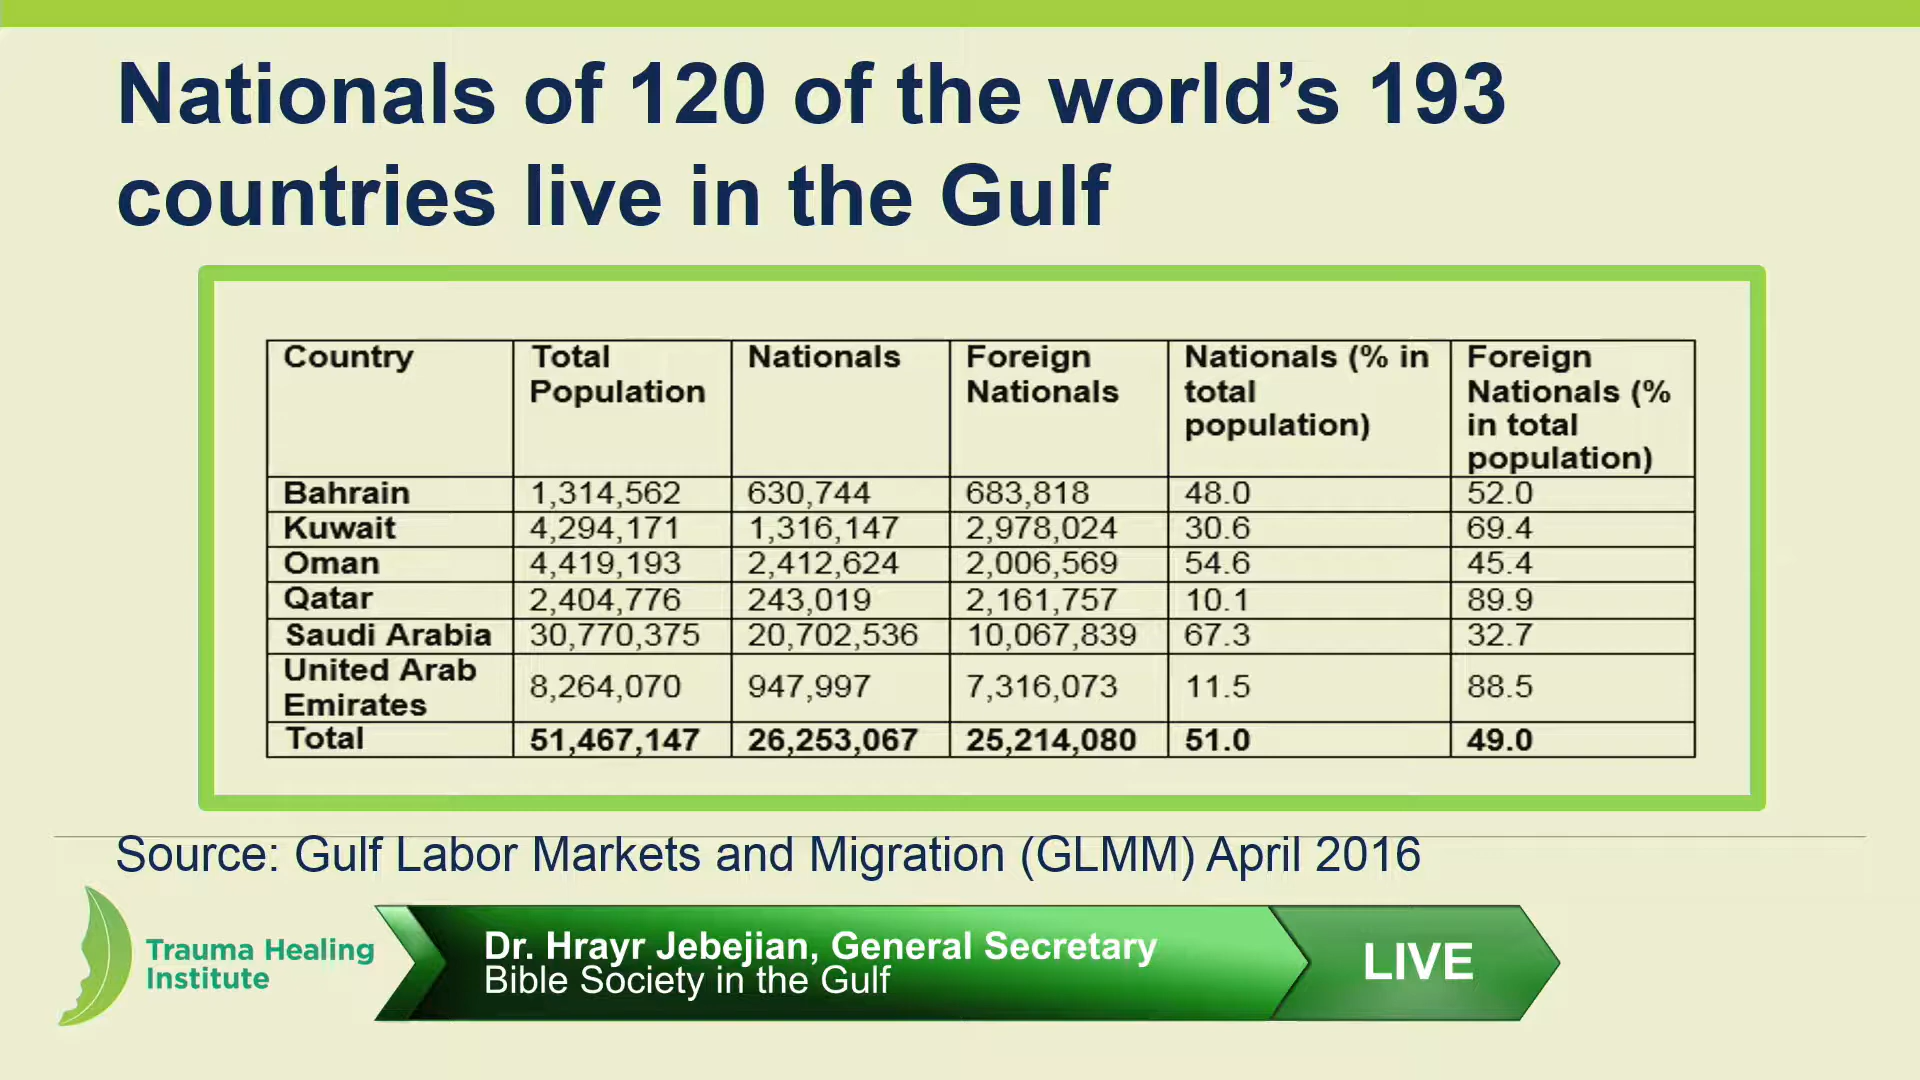 Nationals of 120 of the world’s 193
countries live in the Gulf
Country Total Population Nationals Foreign Nationals Nationals (% in total population) Foreign Nationals (% in total population)
Bahrain 1,314,562 630,744 683,818 48.0 52.0
Kuwait 4,294,171 1,316,147 2,978,024 30.6 69.4
Oman 4,419,193 2,412,624 2,006,569 54.6 45.4
Qatar 2,404,776 243,019 2,161,757 10.1 89.9
Saudi Arabia 30,770,375 20,702,536 10,067,839 67.3 32.7
United Arab Emirates 8,264,070 947,997 7,316,073 11.5 88.5
Total 51,467,147 26,253,067 25,214,080 51.0 49.0
Source: Gulf Labor Markets and Migration (GLMM) April 2016
Trauma Healing
Institute
Dr. Hrayr Jebejian, General Secretary
Bible Society in the Gulf
LIVE